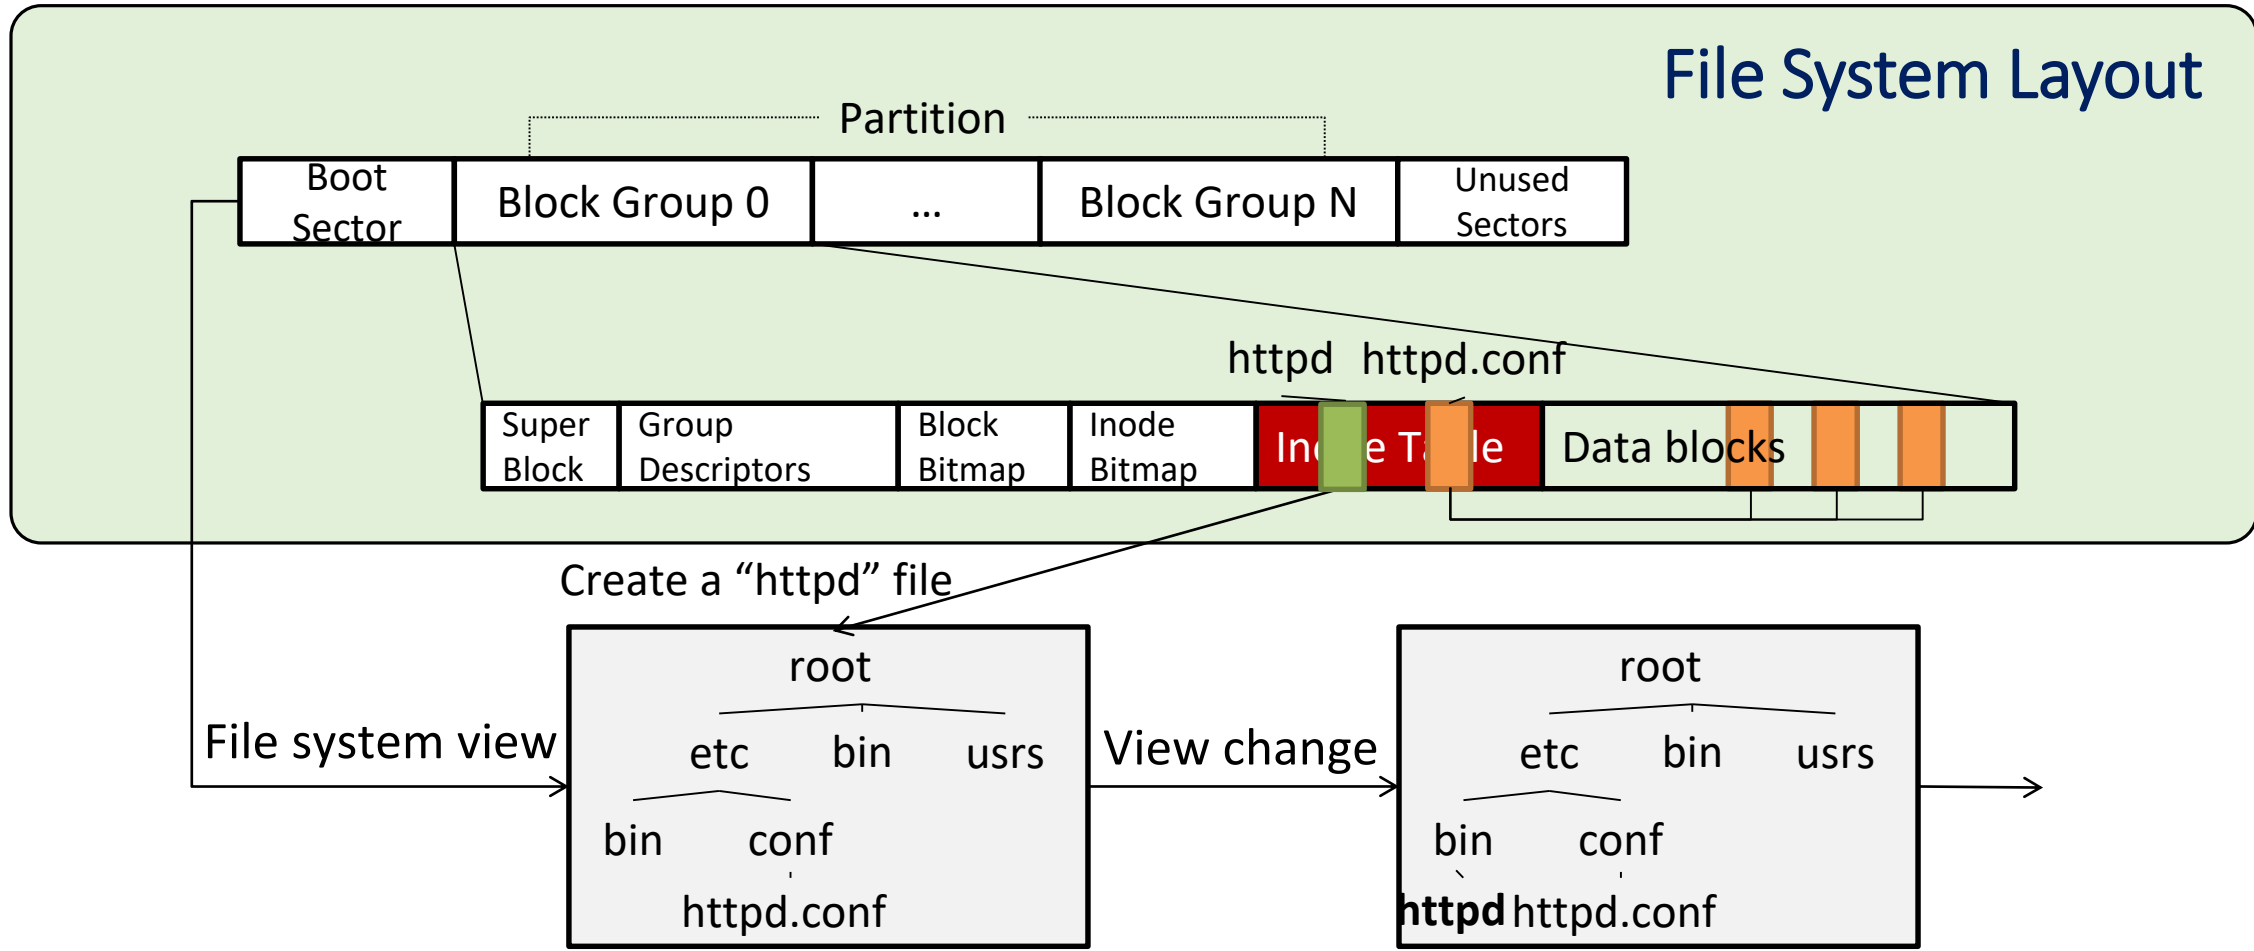 File System Layout
Partition
Boot
Sector
Block Group 0
...
Block Group N
Unused
Sectors
httpd
httpd.conf
Super
Block
Group
Descriptors
Block
Bitmap
Inode
Bitmap
Data blocks
Create a “httpd” file
File system view
root
etc
bin
usrs
bin
conf
httpd.conf
View change
root
etc
bin
usrs
bin
conf
httpd
httpd.conf